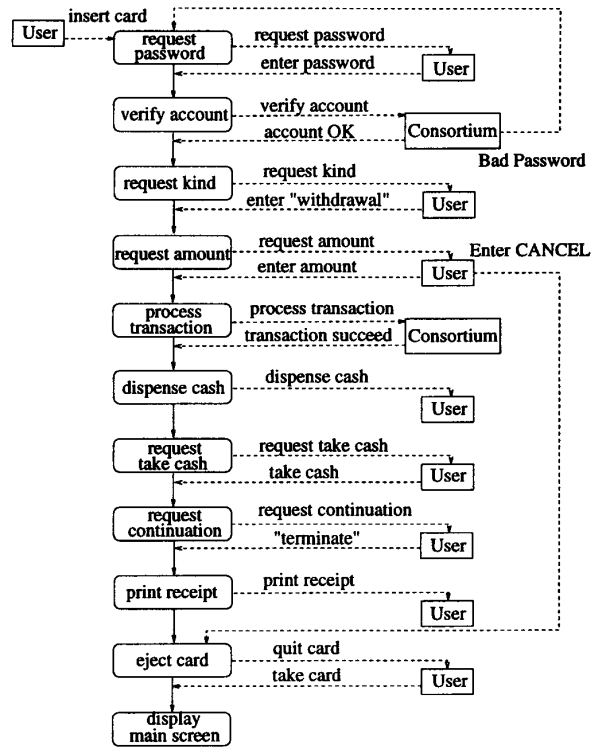 insert card
User
request
password
request password
enter password
User
verify account
verify account
account OK
Consortium
Bad Password
request kind
request kind
enter "withdrawal"
User
request amount
request amount
enter amount
User
Enter CANCEL
process
transaction
process transaction
transaction succeed
Consortium
dispense cash
dispense cash
User
request
take cash
request take cash
take cash
User
request
continuation
request continuation
"terminate"
User
print receipt
print receipt
User
eject card
quit card
take card
User
display
main screen